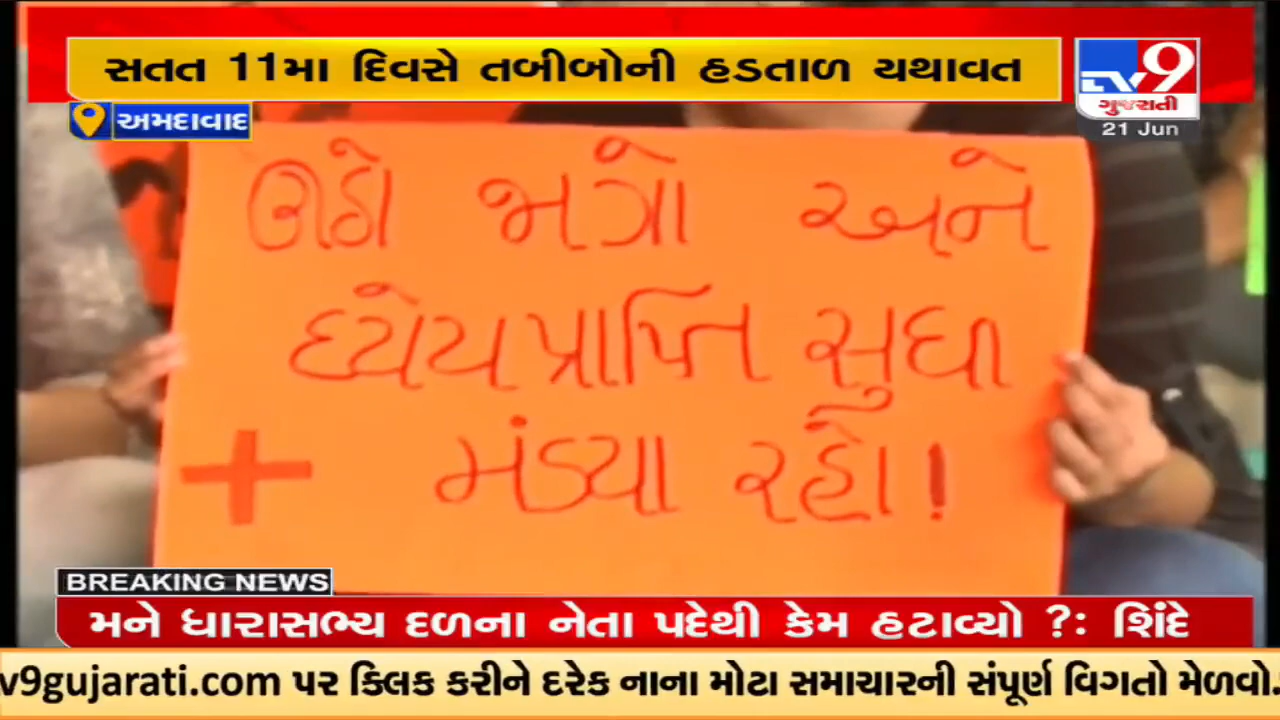 સતત 11મા દિવસે તબીબોની હડતાળ યથાવત
TV9
ગુજરાતી
21 Jun
અમદાવાદ
ઊઠો જાગો અને
ધ્યેયપ્રાપ્તિ સુધી
મંડયા રહો!
BREAKING NEWS
મને ધારાસભ્ય દળના નેતા પદેથી કેમ હટાવ્યો ?: શિંદે
v9gujarati.com પર ક્લિક કરીને દરેક નાના મોટા સમાચારની સંપૂર્ણ વિગતો મેળવો.